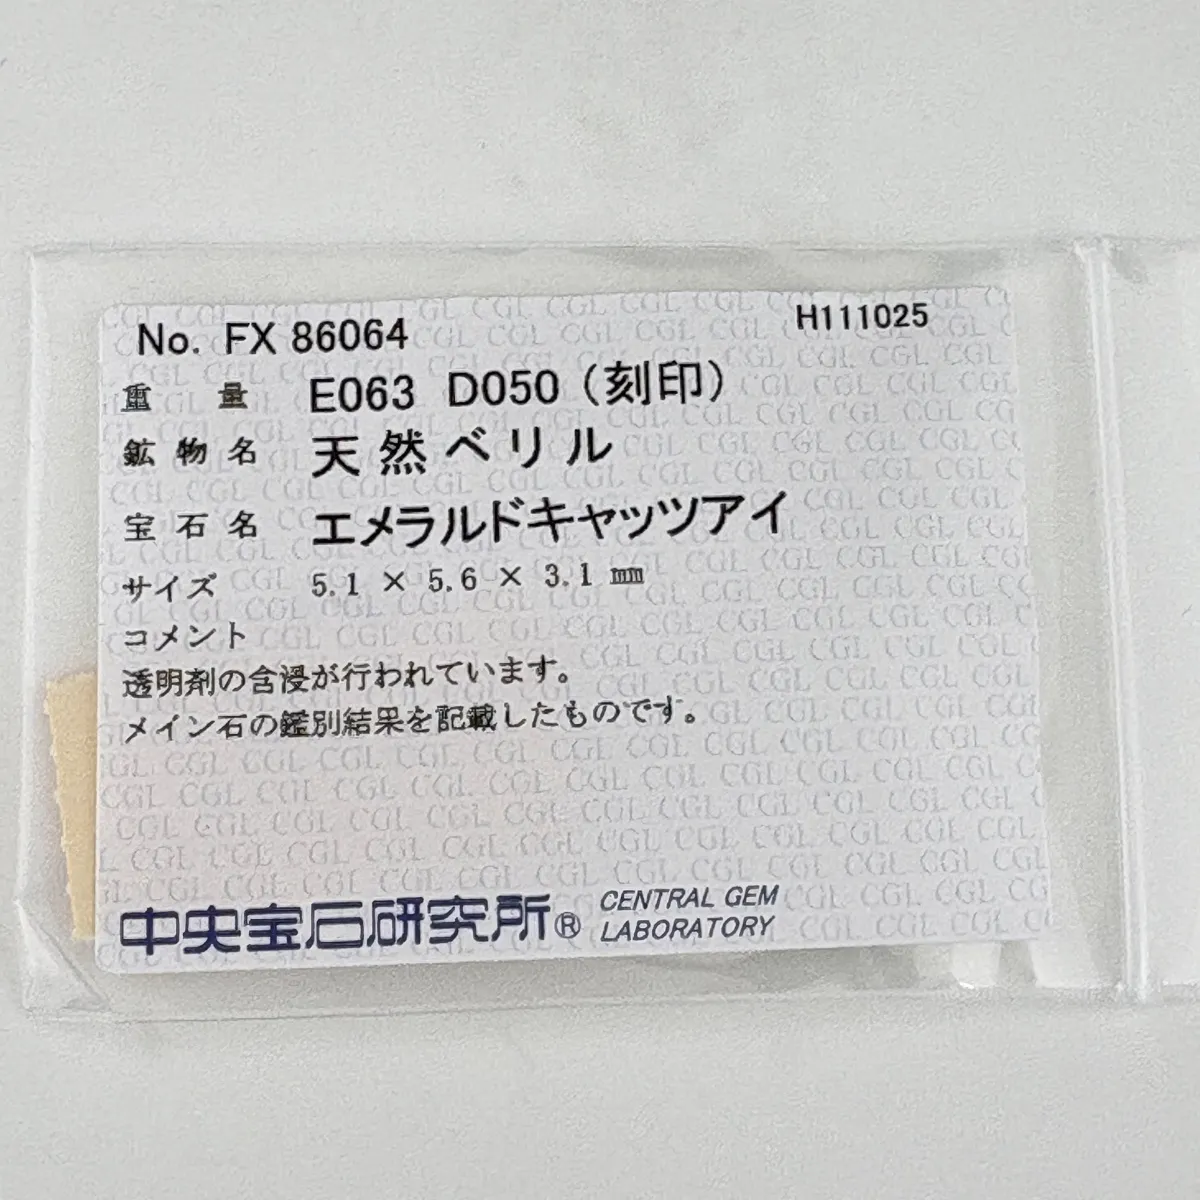 No. FX 86064
H111025
重量 E063 D050(刻印)
鉱物名 天然ベリル
宝石名 エメラルドキャッツアイ
サイズ 5.1 × 5.6 × 3.1 ㎜
コメント
透明剤の含浸が行われています。
メイン石の鑑別結果を記載したものです。
中央宝石研究所® CENTRAL GEM LABORATORY